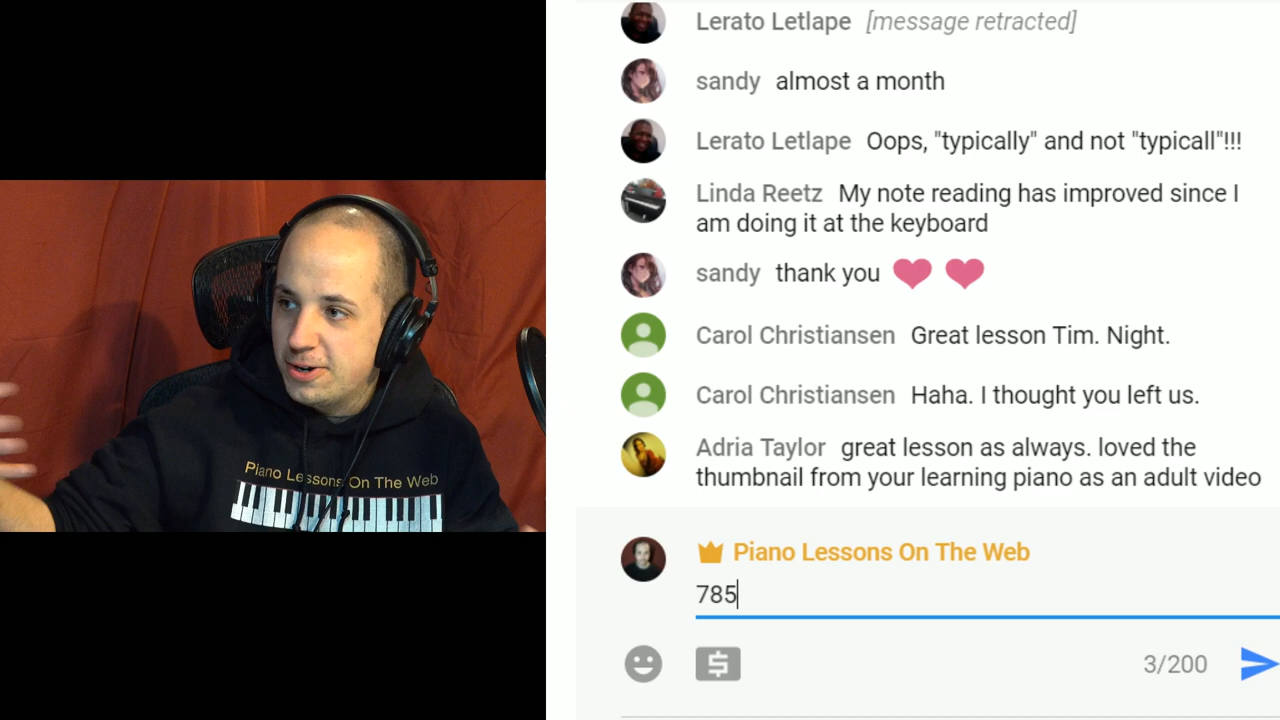 Lerato Letlape [message retracted]
sandy almost a month
Lerato Letlape Oops, "typically" and not "typicall"!!!
Linda Reetz My note reading has improved since I
am doing it at the keyboard
sandy thank you
Carol Christiansen Great lesson Tim. Night.
Carol Christiansen Haha. I thought you left us.
Adria Taylor great lesson as always. loved the
thumbnail from your learning piano as an adult video
Piano Lessons On The Web
785
3/200
Piano Lessons On The Web